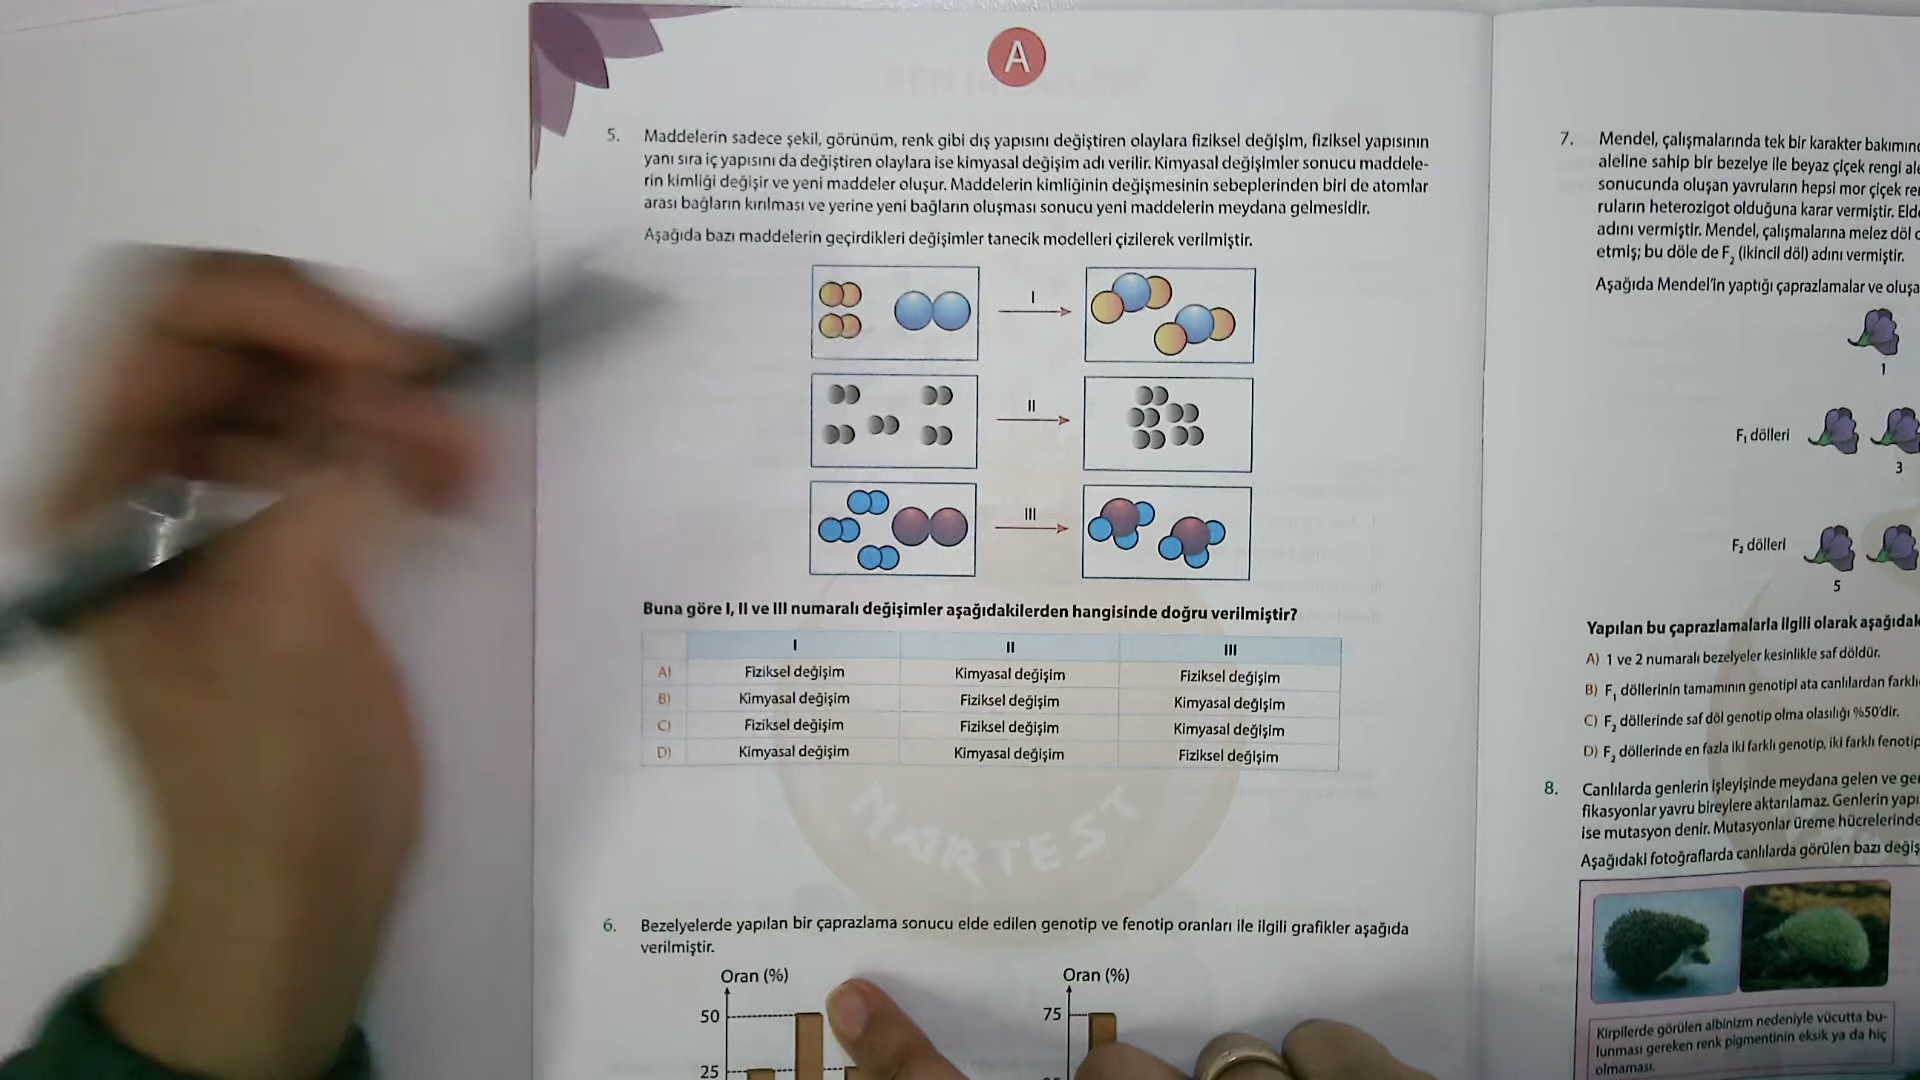 A
5. Maddelerin sadece şekil, görünüm, renk gibi dış yapısını değiştiren olaylara fiziksel değişim, fiziksel yapısının
yanı sıra iç yapısını da değiştiren olaylara ise kimyasal değişim adı verilir. Kimyasal değişimler sonucu maddele-
rin kimliği değişir ve yeni maddeler oluşur. Maddelerin kimliğinin değişmesinin sebeplerinden biri de atomlar
arası bağların kırılması ve yerine yeni bağların oluşması sonucu yeni maddelerin meydana gelmesidir.
Aşağıda bazı maddelerin geçirdikleri değişimler tanecik modelleri çizilerek verilmiştir.
I
II
III
Buna göre I, II ve III numaralı değişimler aşağıdakilerden hangisinde doğru verilmiştir?
I II III
A) Fiziksel değişim Kimyasal değişim Fiziksel değişim
B) Kimyasal değişim Fiziksel değişim Kimyasal değişim
C) Fiziksel değişim Fiziksel değişim Kimyasal değişim
D) Kimyasal değişim Kimyasal değişim Fiziksel değişim
NARTEST
6. Bezelyelerde yapılan bir çaprazlama sonucu elde edilen genotip ve fenotip oranları ile ilgili grafikler aşağıda
verilmiştir.
Oran (%) Oran (%)
50 75
25
7. Mendel, çalışmalarında tek bir karakter bakımın
aleline sahip bir bezelye ile beyaz çiçek rengi al
sonucunda oluşan yavruların hepsi mor çiçek re
ruların heterozigot olduğuna karar vermiştir. Eld
adını vermiştir. Mendel, çalışmalarına melez döl
etmiş; bu döle de F₂ (ikincil döl) adını vermiştir.
Aşağıda Mendel'in yaptığı çaprazlamalar ve oluşa
1
F₁ dölleri
3
F₂ dölleri
5
Yapılan bu çaprazlamalarla ilgili olarak aşağıdak
A) 1 ve 2 numaralı bezelyeler kesinlikle saf döldür.
B) F₁ döllerinin tamamının genotipi ata canlılardan farklı
C) F₂ döllerinde saf döl genotip olma olasılığı %50'dir.
D) F₂ döllerinde en fazla iki farklı genotip, iki farklı fenotip
8. Canlılarda genlerin işleyişinde meydana gelen ve ge
fikasyonlar yavru bireylere aktarılamaz. Genlerin yapı
ise mutasyon denir. Mutasyonlar üreme hücrelerinde
Aşağıdaki fotoğraflarda canlılarda görülen bazı değiş
Kirpilerde görülen albinizm nedeniyle vücutta bu-
lunması gereken renk pigmentinin eksik ya da hiç
olmaması.